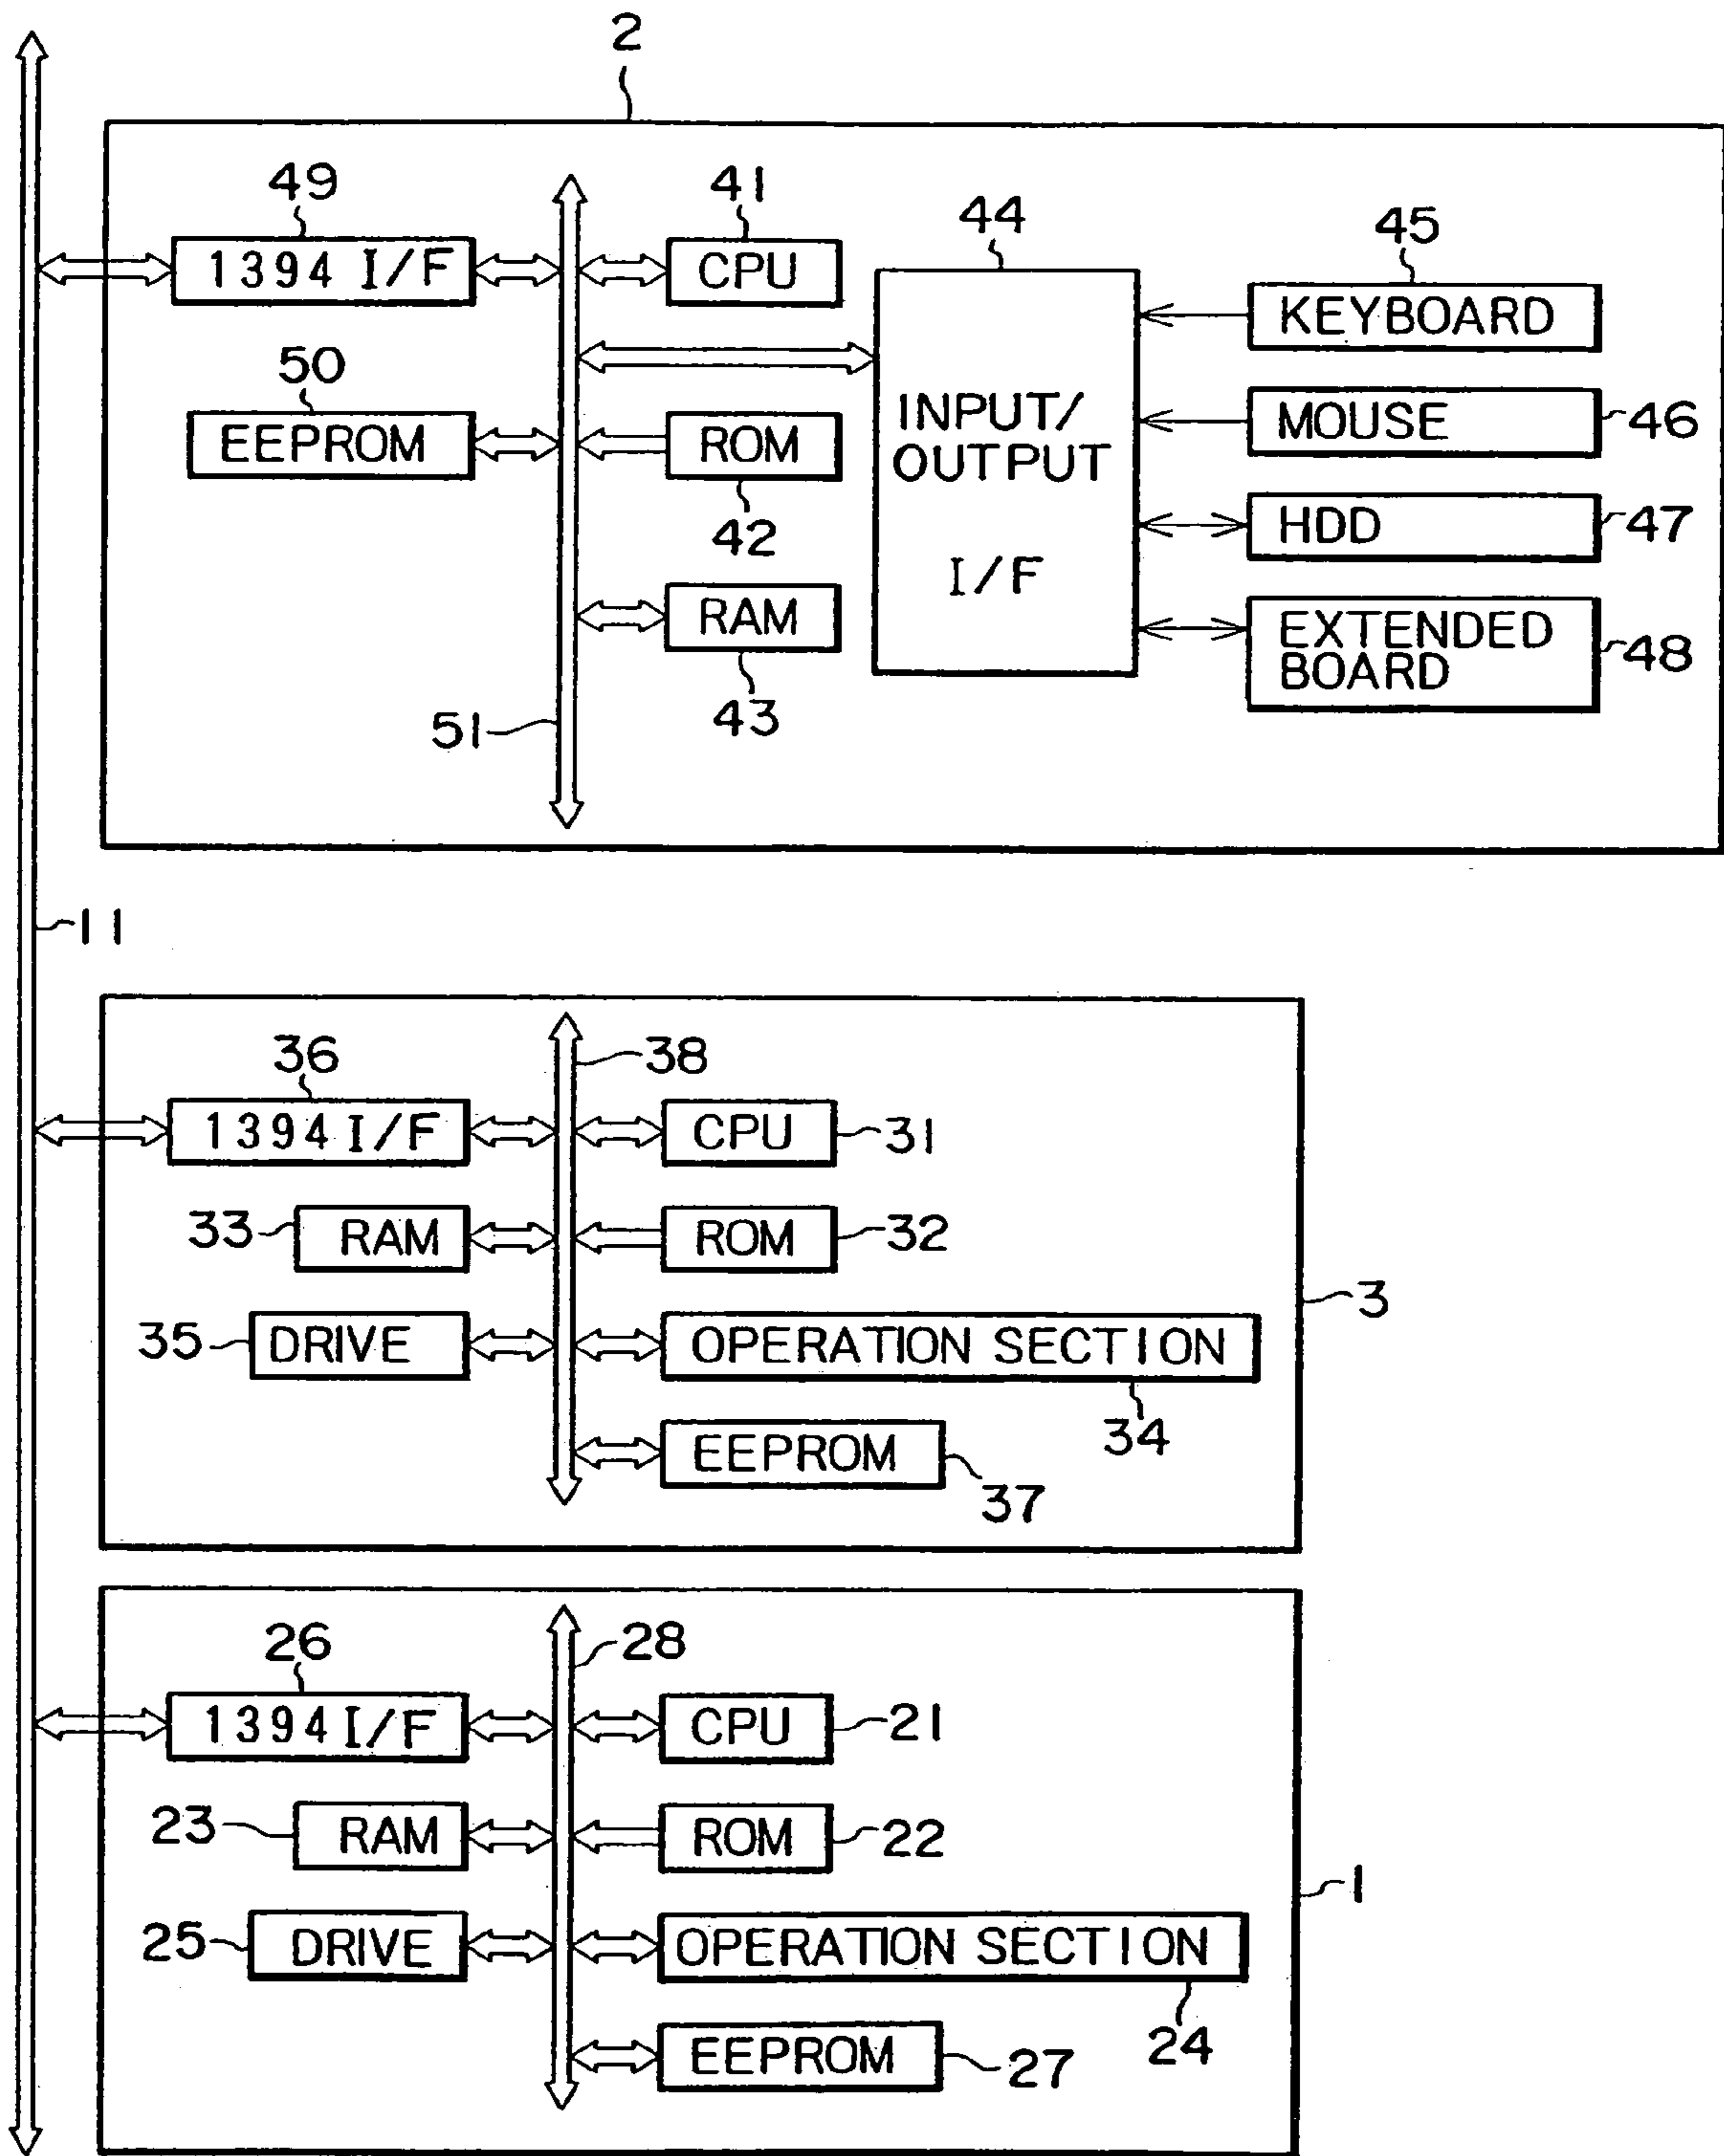 2
49
41
44
45
1394 I/F
CPU
KEYBOARD
50
INPUT/
OUTPUT
I/F
MOUSE
46
EEPROM
ROM
42
HDD
47
RAM
43
EXTENDED
BOARD
48
51
11
36
38
1394 I/F
CPU
31
33
RAM
ROM
32
3
35
DRIVE
OPERATION SECTION
34
EEPROM
37
26
28
1394 I/F
CPU
21
23
RAM
ROM
22
1
25
DRIVE
OPERATION SECTION
24
EEPROM
27